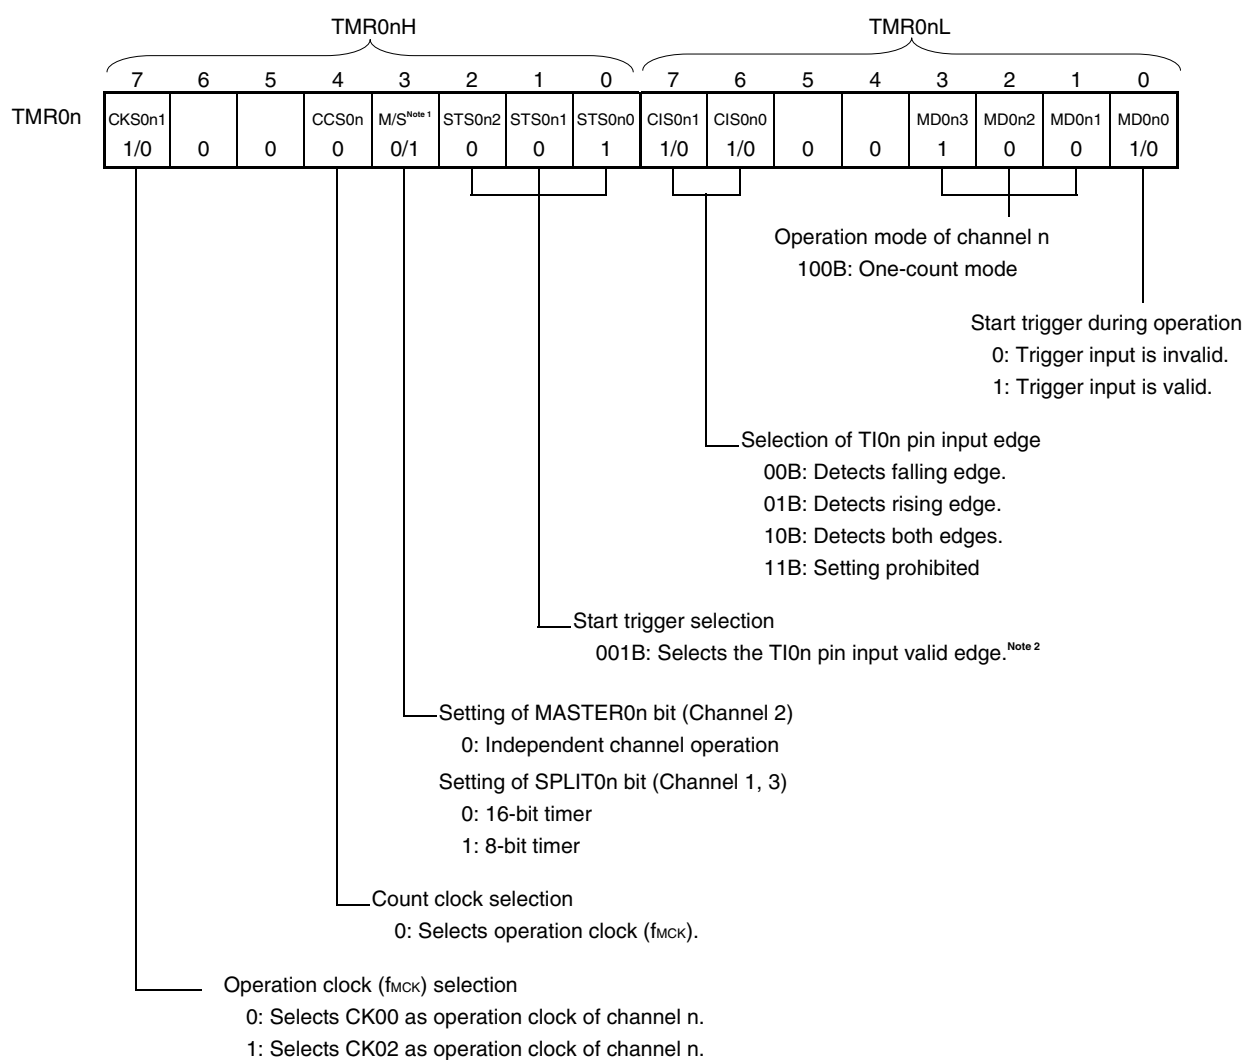 TMR0nH TMR0nL
7 6 5 4 3 2 1 0 7 6 5 4 3 2 1 0
TMR0n CKS0n1 CCS0n M/S Note 1 STS0n2 STS0n1 STS0n0 CIS0n1 CIS0n0 MD0n3 MD0n2 MD0n1 MD0n0
1/0 0 0 0 0/1 0 0 1 1/0 1/0 0 0 1 0 0 1/0
Operation mode of channel n
100B: One-count mode
Start trigger during operation
0: Trigger input is invalid.
1: Trigger input is valid.
Selection of TI0n pin input edge
00B: Detects falling edge.
01B: Detects rising edge.
10B: Detects both edges.
11B: Setting prohibited
Start trigger selection
001B: Selects the TI0n pin input valid edge. Note 2
Setting of MASTER0n bit (Channel 2)
0: Independent channel operation
Setting of SPLIT0n bit (Channel 1, 3)
0: 16-bit timer
1: 8-bit timer
Count clock selection
0: Selects operation clock (fMCK).
Operation clock (fMCK) selection
0: Selects CK00 as operation clock of channel n.
1: Selects CK02 as operation clock of channel n.